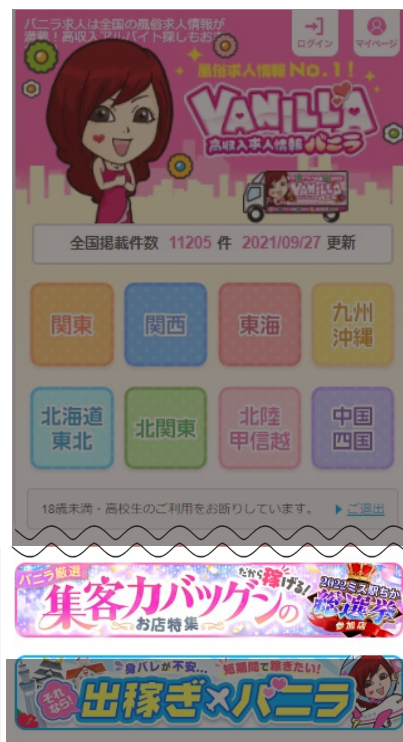 バニラ求人は全国の風俗求人情報が
満載！高収入アルバイト探しもお
ログイン
マイページ
風俗求人情報No.1！
VANILLA
高収入求人情報 バニラ
VANILLA
全国掲載件数 11205 件 2021/09/27 更新
関東
関西
東海
九州
沖縄
北海道
東北
北関東
北陸
甲信越
中国
四国
18歳未満・高校生のご利用をお断りしています。
ご退出
バニラ厳選
だから稼げる!
集客力バツグンの
お店特集
2022ミス駅ちか
総選挙
参加店
身バレが不安... 短期間で稼ぎたい!
それなら!
出稼ぎ×バニラ